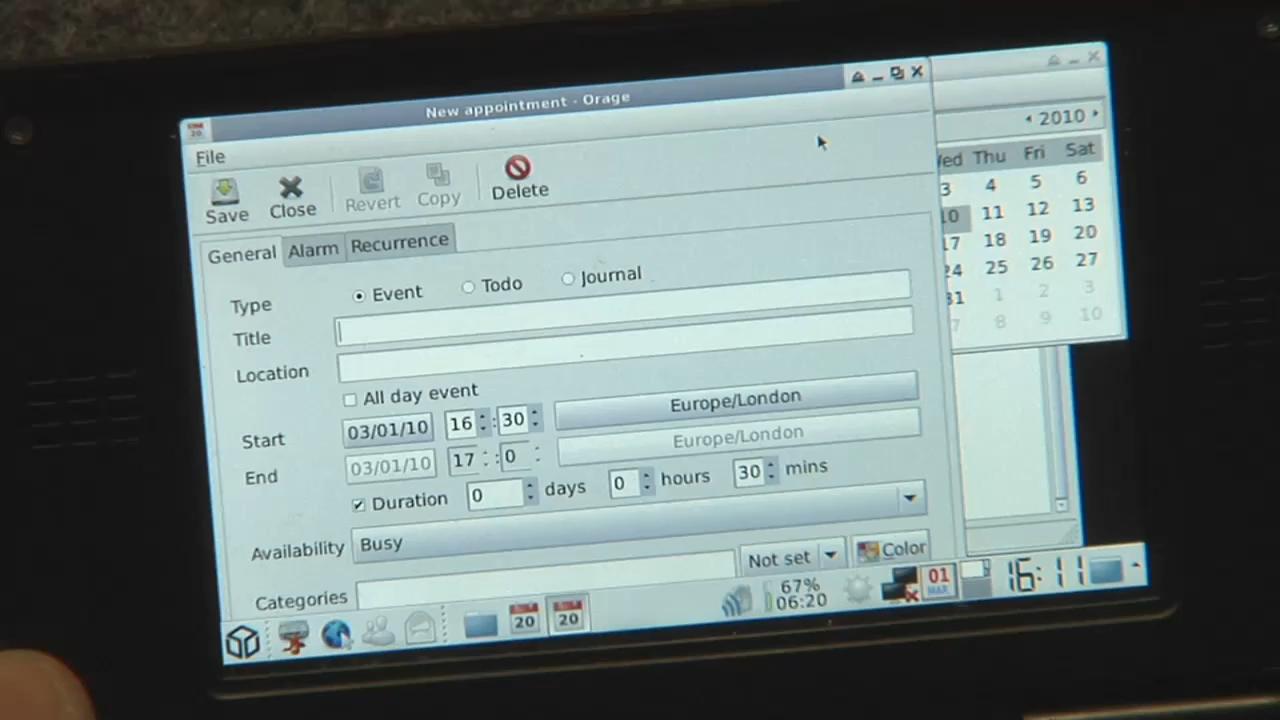 New appointment - Orage
File
Save Close Revert Copy Delete
General Alarm Recurrence
Type Event Todo Journal
Title
Location
All day event
Start 03/01/10 16 : 30 Europe/London
End 03/01/10 17 : 0 Europe/London
Duration 0 days 0 hours 30 mins
Availability Busy
Categories Not set Color
2010
Wed Thu Fri Sat
3 4 5 6
10 11 12 13
17 18 19 20
24 25 26 27
31 1 2 3
7 8 9 10
20 20 67% 06:20 01 MAR 16:11